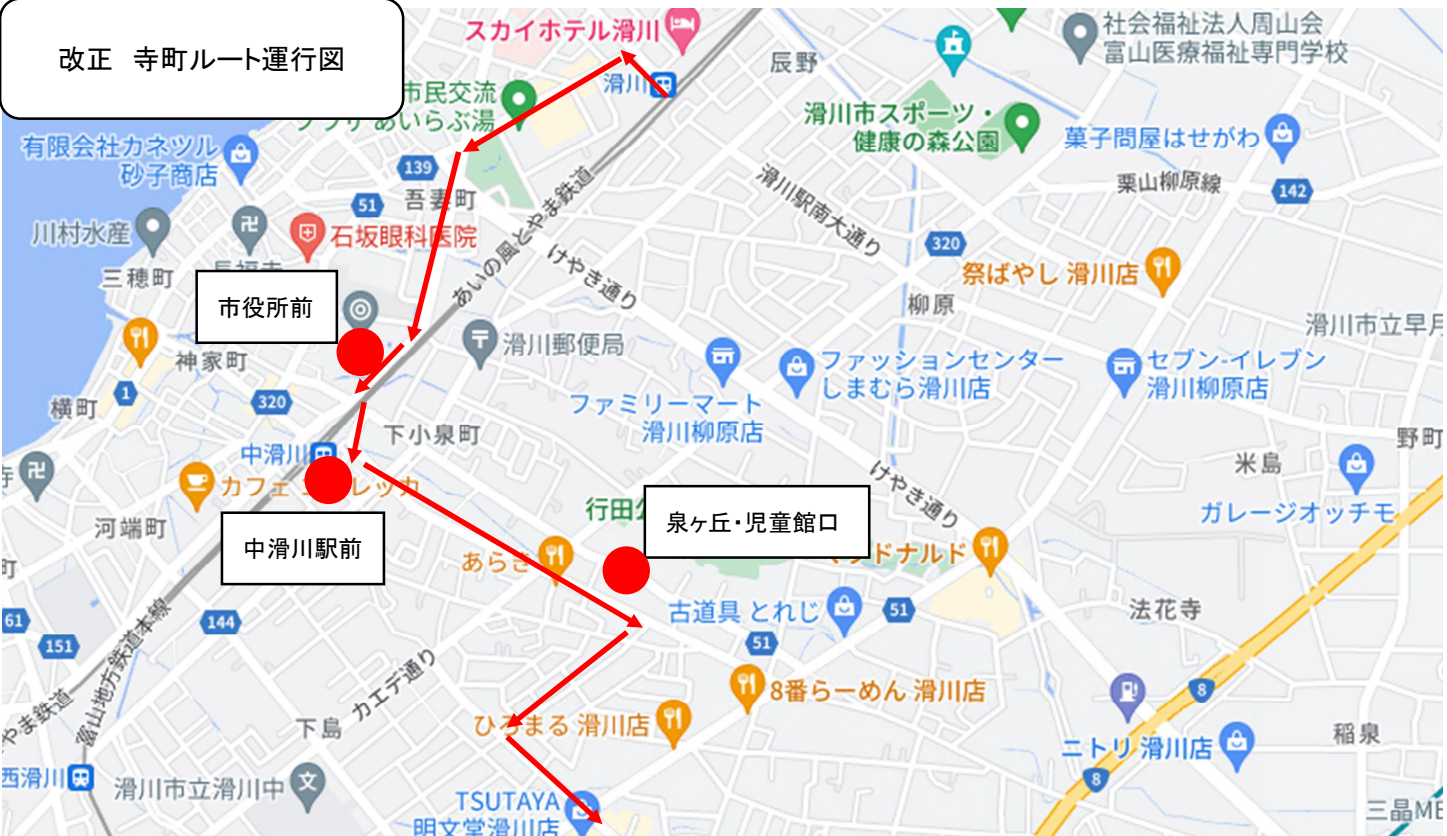 改正 寺町ルート運行図
スカイホテル滑川
滑川
辰野
社会福祉法人周山会
富山医療福祉専門学校
市民交流
プラザ あいらぶ湯
滑川市スポーツ・
健康の森公園
菓子問屋はせがわ
有限会社カネツル
砂子商店
139
51
吾妻町
滑川駅南大通り
栗山柳原線
142
川村水産
石坂眼科医院
三穂町
長福寺
あいの風とやま鉄道
けやき通り
320
祭ばやし 滑川店
柳原
市役所前
滑川郵便局
滑川市立早月
神家町
ファッションセンター
しまむら滑川店
セブン-イレブン
滑川柳原店
1
横町
320
ファミリーマート
滑川柳原店
下小泉町
野町
中滑川
寺
カフェ
レッカ
米島
けやき通り
ガレージオッチモ
河端町
中滑川駅前
行田公
泉ヶ丘・児童館口
町
あらき
マクドナルド
古道具 とれじ
51
法花寺
61
151
144
51
富山地方鉄道本線
カエデ通り
8番らーめん 滑川店
8
やま鉄道
下島
ひろまる 滑川店
ニトリ 滑川店
稲泉
西滑川
滑川市立滑川中
文
8
TSUTAYA
明文堂滑川店
三晶ME